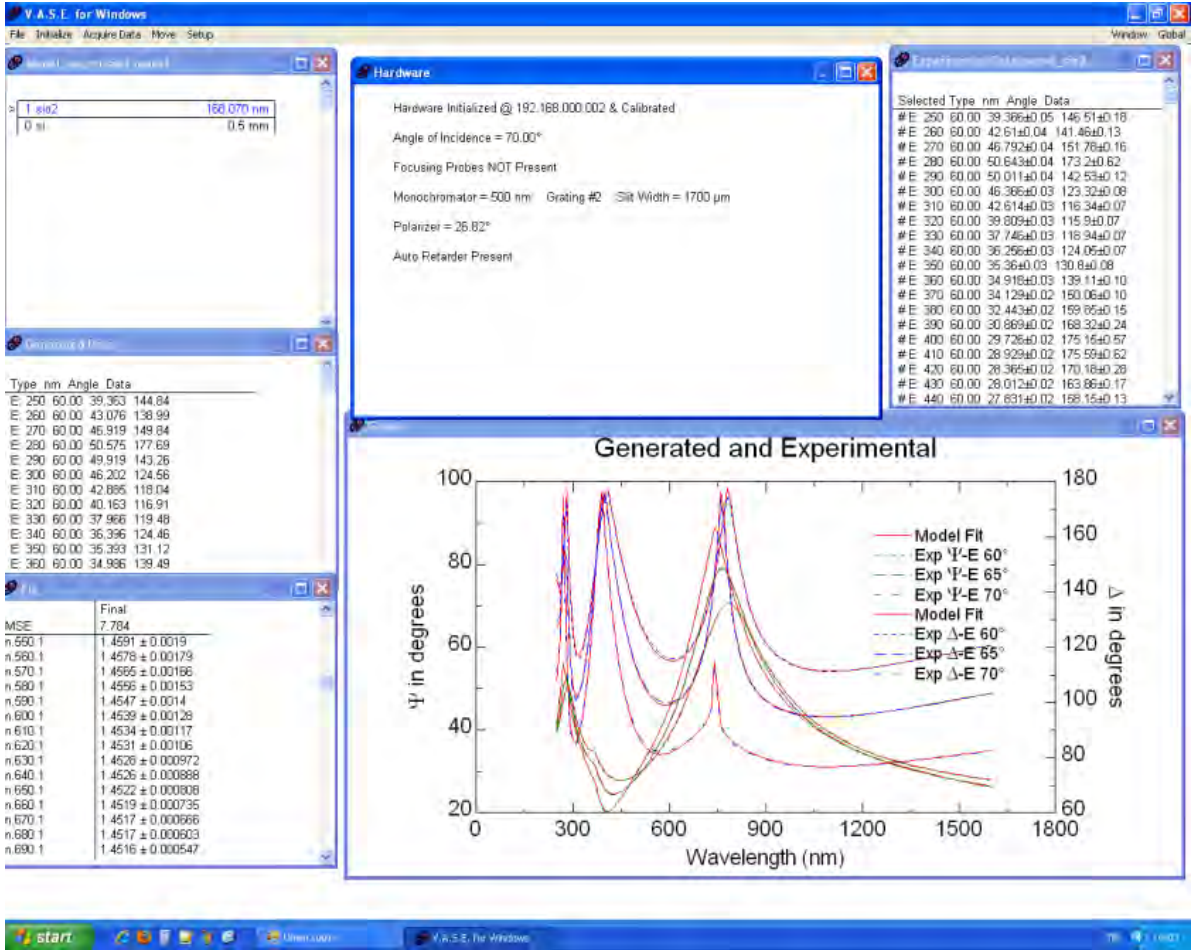 V.A.S.E. for Windows
File Initialize Acquire Data Move Setup Window Global
> 1 sio2 168.070 nm
0 si 0.5 mm
Hardware
Hardware Initialized @ 192.168.000.002 & Calibrated
Angle of Incidence = 70.00°
Focusing Probes NOT Present
Monochromator = 500 nm Grating #2 Slit Width = 1700 µm
Polarizer = 26.82°
Auto Retarder Present
Selected Type nm Angle Data
#E 250 60.00 39.366±0.05 146.51±0.18
#E 260 60.00 42.61±0.04 141.46±0.13
#E 270 60.00 46.792±0.04 151.78±0.16
#E 280 60.00 50.643±0.04 173.2±0.62
#E 290 60.00 50.011±0.04 142.53±0.12
#E 300 60.00 46.366±0.03 123.32±0.08
#E 310 60.00 42.614±0.03 116.34±0.07
#E 320 60.00 39.809±0.03 115.9±0.07
#E 330 60.00 37.746±0.03 118.94±0.07
#E 340 60.00 36.256±0.03 124.05±0.07
#E 350 60.00 35.36±0.03 130.8±0.08
#E 360 60.00 34.918±0.03 139.11±0.10
#E 370 60.00 34.129±0.02 150.06±0.10
#E 380 60.00 32.443±0.02 159.65±0.15
#E 390 60.00 30.869±0.02 168.32±0.24
#E 400 60.00 29.726±0.02 175.15±0.57
#E 410 60.00 28.929±0.02 175.59±0.62
#E 420 60.00 28.365±0.02 170.18±0.28
#E 430 60.00 28.012±0.02 163.86±0.17
#E 440 60.00 27.831±0.02 158.15±0.13
Type nm Angle Data
E: 250 60.00 39.363 144.84
E: 260 60.00 43.076 138.99
E: 270 60.00 46.919 149.84
E: 280 60.00 50.575 177.69
E: 290 60.00 49.919 143.26
E: 300 60.00 46.202 124.56
E: 310 60.00 42.885 118.04
E: 320 60.00 40.163 116.91
E: 330 60.00 37.966 119.48
E: 340 60.00 36.396 124.46
E: 350 60.00 35.393 131.12
E: 360 60.00 34.986 139.49
Fit
Final
MSE 7.784
n.550.1 1.4591 ± 0.0019
n.560.1 1.4578 ± 0.00179
n.570.1 1.4565 ± 0.00166
n.580.1 1.4556 ± 0.00153
n.590.1 1.4547 ± 0.0014
n.600.1 1.4539 ± 0.00128
n.610.1 1.4534 ± 0.00117
n.620.1 1.4531 ± 0.00106
n.630.1 1.4528 ± 0.000972
n.640.1 1.4526 ± 0.000888
n.650.1 1.4522 ± 0.000808
n.660.1 1.4519 ± 0.000735
n.670.1 1.4517 ± 0.000666
n.680.1 1.4517 ± 0.000603
n.690.1 1.4516 ± 0.000547
Generated and Experimental
100
80
60
40
20
Ψ in degrees
180
160
140
120
100
80
60
Δ in degrees
Model Fit
Exp Ψ-E 60°
Exp Ψ-E 65°
Exp Ψ-E 70°
Model Fit
Exp Δ-E 60°
Exp Δ-E 65°
Exp Δ-E 70°
0 300 600 900 1200 1500 1800
Wavelength (nm)
start V.A.S.E. for Windows